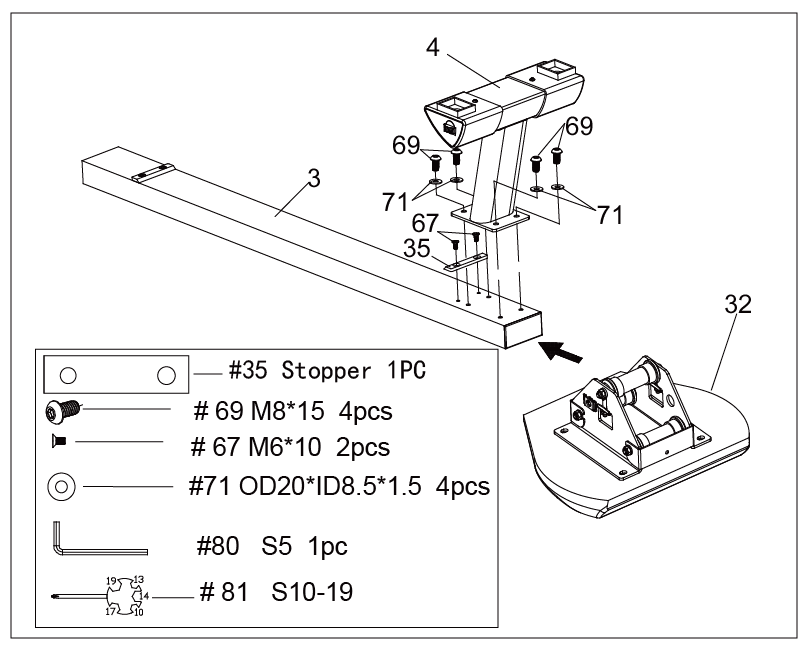 4
69
69
3
71
71
67
35
32
#35 Stopper 1PC
# 69 M8*15 4pcs
# 67 M6*10 2pcs
#71 OD20*ID8.5*1.5 4pcs
#80 S5 1pc
19 13
14
17 10
# 81 S10-19